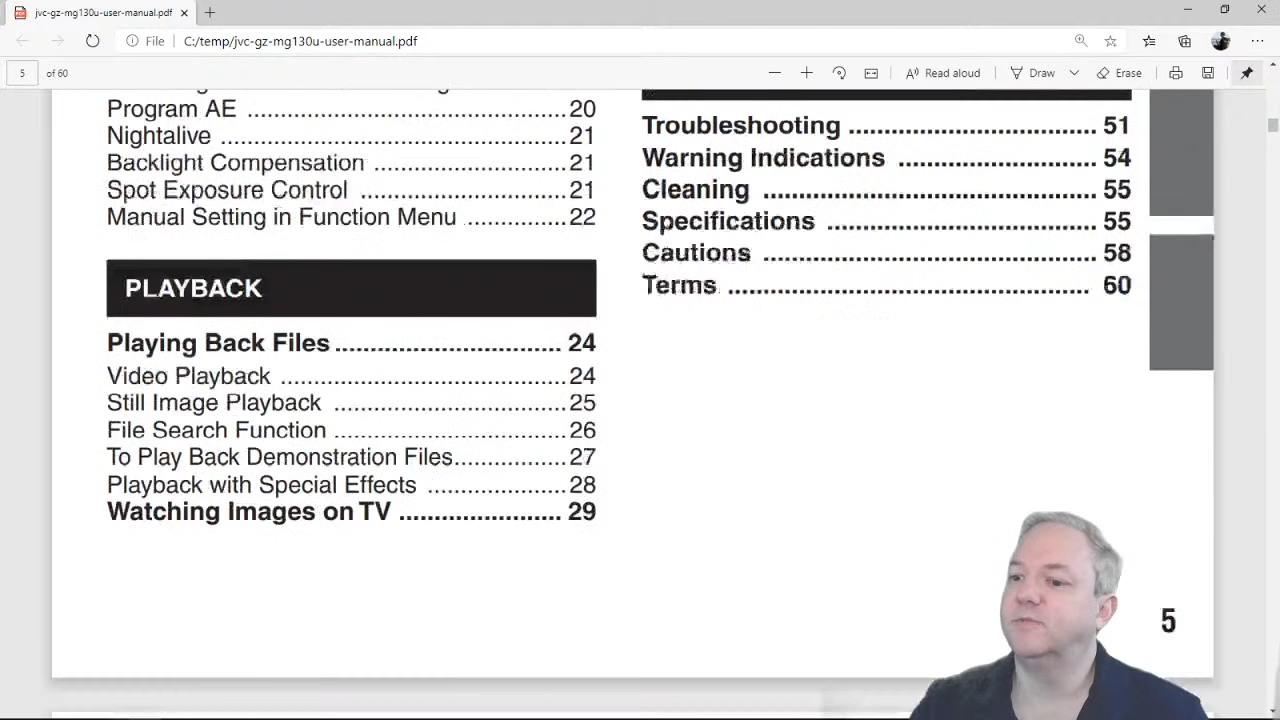 jvc-gz-mg130u-user-manual.pdf
File C:/temp/jvc-gz-mg130u-user-manual.pdf
5 of 60
Read aloud
Draw
Erase
Program AE ........................................ 20
Nightalive ........................................... 21
Backlight Compensation ....................... 21
Spot Exposure Control ......................... 21
Manual Setting in Function Menu ............... 22
PLAYBACK
Playing Back Files ............................... 24
Video Playback ................................... 24
Still Image Playback ............................ 25
File Search Function ............................ 26
To Play Back Demonstration Files................. 27
Playback with Special Effects ..................... 28
Watching Images on TV ...................... 29
Troubleshooting .................................. 51
Warning Indications ........................... 54
Cleaning ............................................. 55
Specifications .................................... 55
Cautions ............................................. 58
Terms .................................................. 60
5